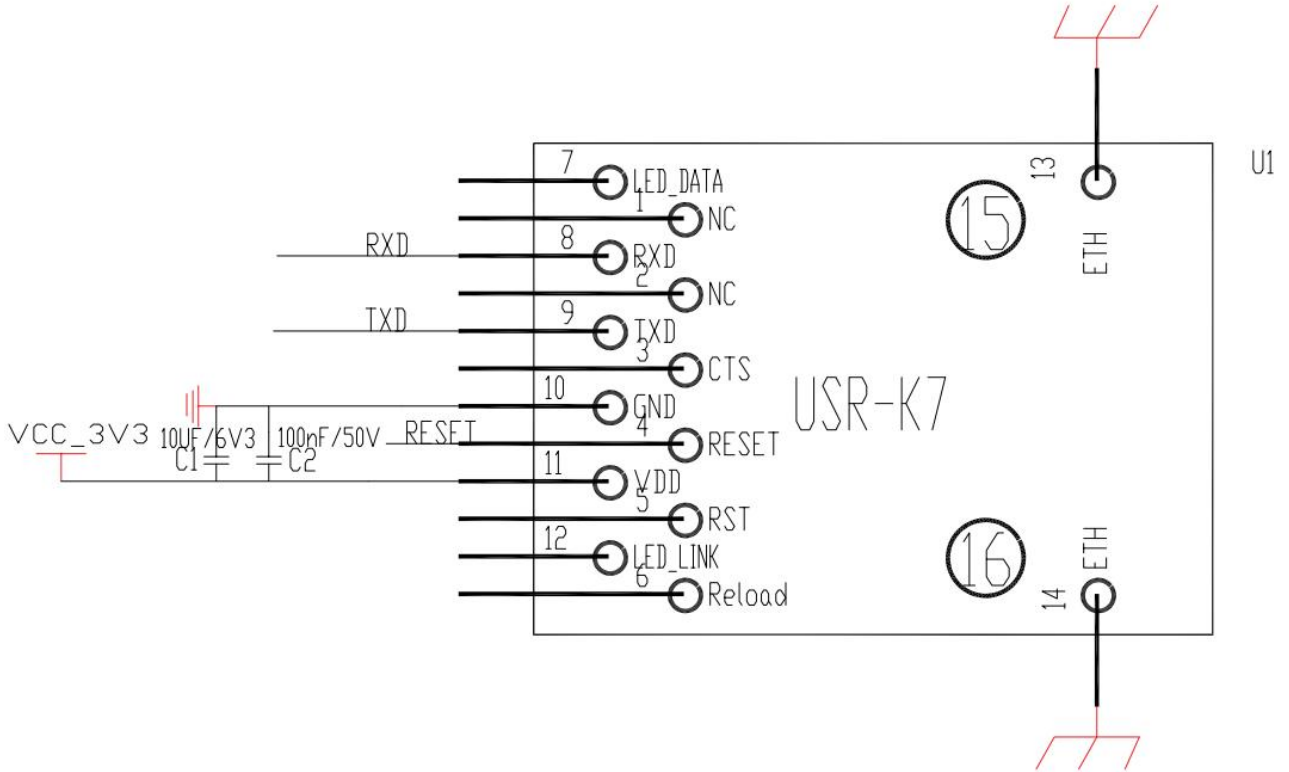 13
U1
7
LED_DATA
1
NC
15
RXD
8
RXD
ETH
2
NC
TXD
9
TXD
3
CTS
USR-K7
10
GND
VCC_3V3
10UF/6V3
100nF/50V
RESET
4
RESET
C1
C2
11
VDD
5
RST
12
LED_LINK
16
ETH
6
Reload
14